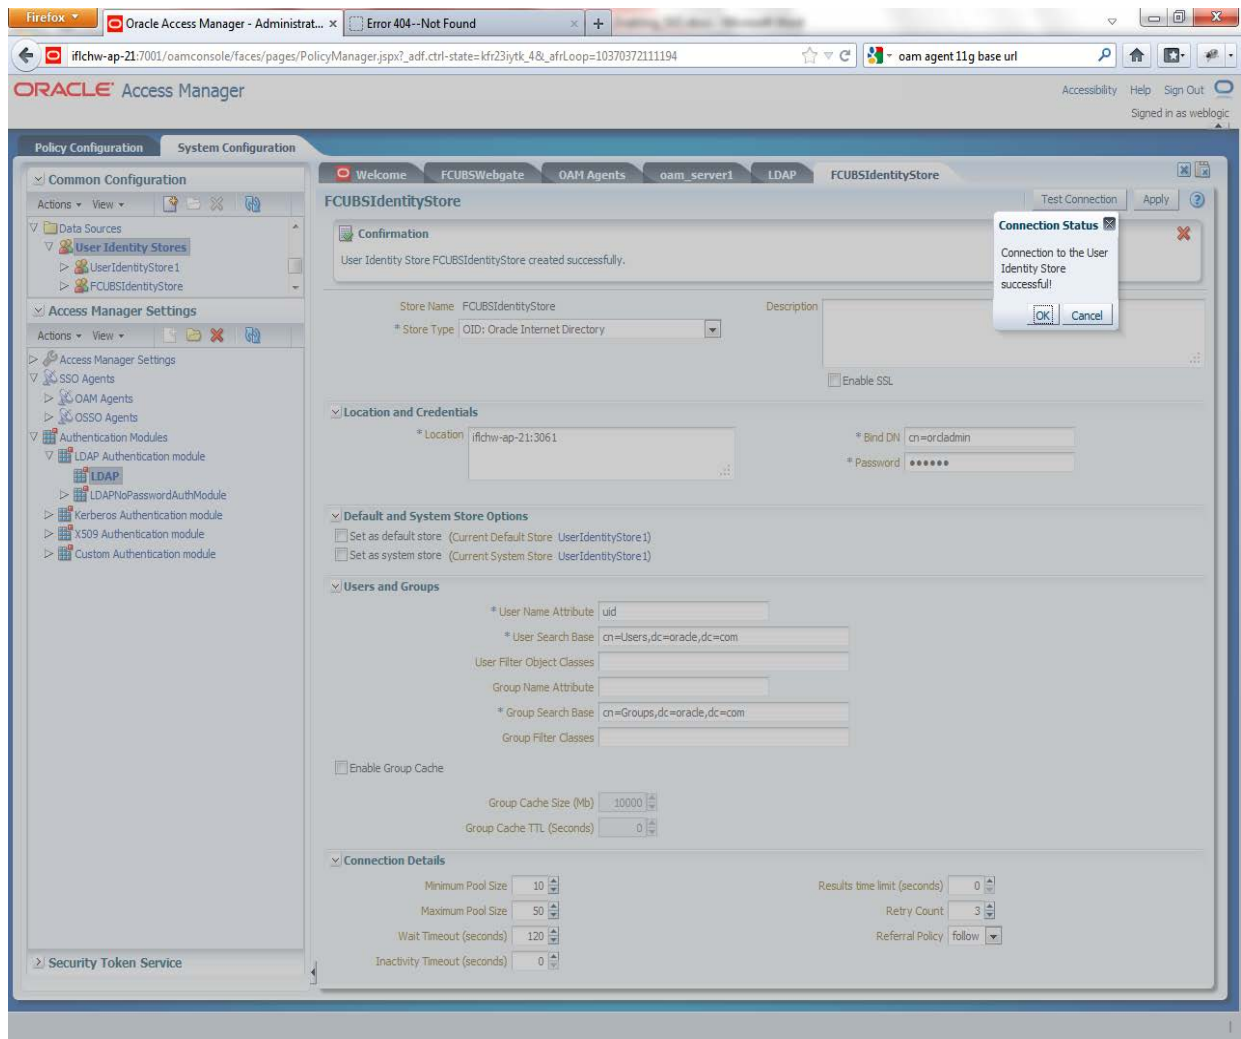 Firefox
Oracle Access Manager - Administrat... ×
Error 404--Not Found ×
+
iflchw-ap-21:7001/oamconsole/faces/pages/PolicyManager.jspx?_adf.ctrl-state=kfr23iytk_4&_afrLoop=10370372111194
oam agent 11g base url
ORACLE Access Manager
Accessibility Help Sign Out
Signed in as weblogic
Policy Configuration System Configuration
Common Configuration
Actions View
Data Sources
User Identity Stores
UserIdentityStore1
FCUBSIdentityStore
Access Manager Settings
Actions View
Access Manager Settings
SSO Agents
OAM Agents
OSSO Agents
Authentication Modules
LDAP Authentication module
LDAP
LDAPNoPasswordAuthModule
Kerberos Authentication module
X509 Authentication module
Custom Authentication module
Security Token Service
Welcome FCUBSWebgate OAM Agents oam_server1 LDAP FCUBSIdentityStore
FCUBSIdentityStore
Test Connection Apply ?
Confirmation
User Identity Store FCUBSIdentityStore created successfully.
Connection Status
Connection to the User
Identity Store
successful!
OK Cancel
Store Name FCUBSIdentityStore
* Store Type OID: Oracle Internet Directory
Description
Enable SSL
Location and Credentials
* Location iflchw-ap-21:3061
* Bind DN cn=orcladmin
* Password ••••••
Default and System Store Options
Set as default store (Current Default Store UserIdentityStore1)
Set as system store (Current System Store UserIdentityStore1)
Users and Groups
* User Name Attribute uid
* User Search Base cn=Users,dc=oracle,dc=com
User Filter Object Classes
Group Name Attribute
* Group Search Base cn=Groups,dc=oracle,dc=com
Group Filter Classes
Enable Group Cache
Group Cache Size (Mb) 10000
Group Cache TTL (Seconds) 0
Connection Details
Minimum Pool Size 10
Maximum Pool Size 50
Wait Timeout (seconds) 120
Inactivity Timeout (seconds) 0
Results time limit (seconds) 0
Retry Count 3
Referral Policy follow